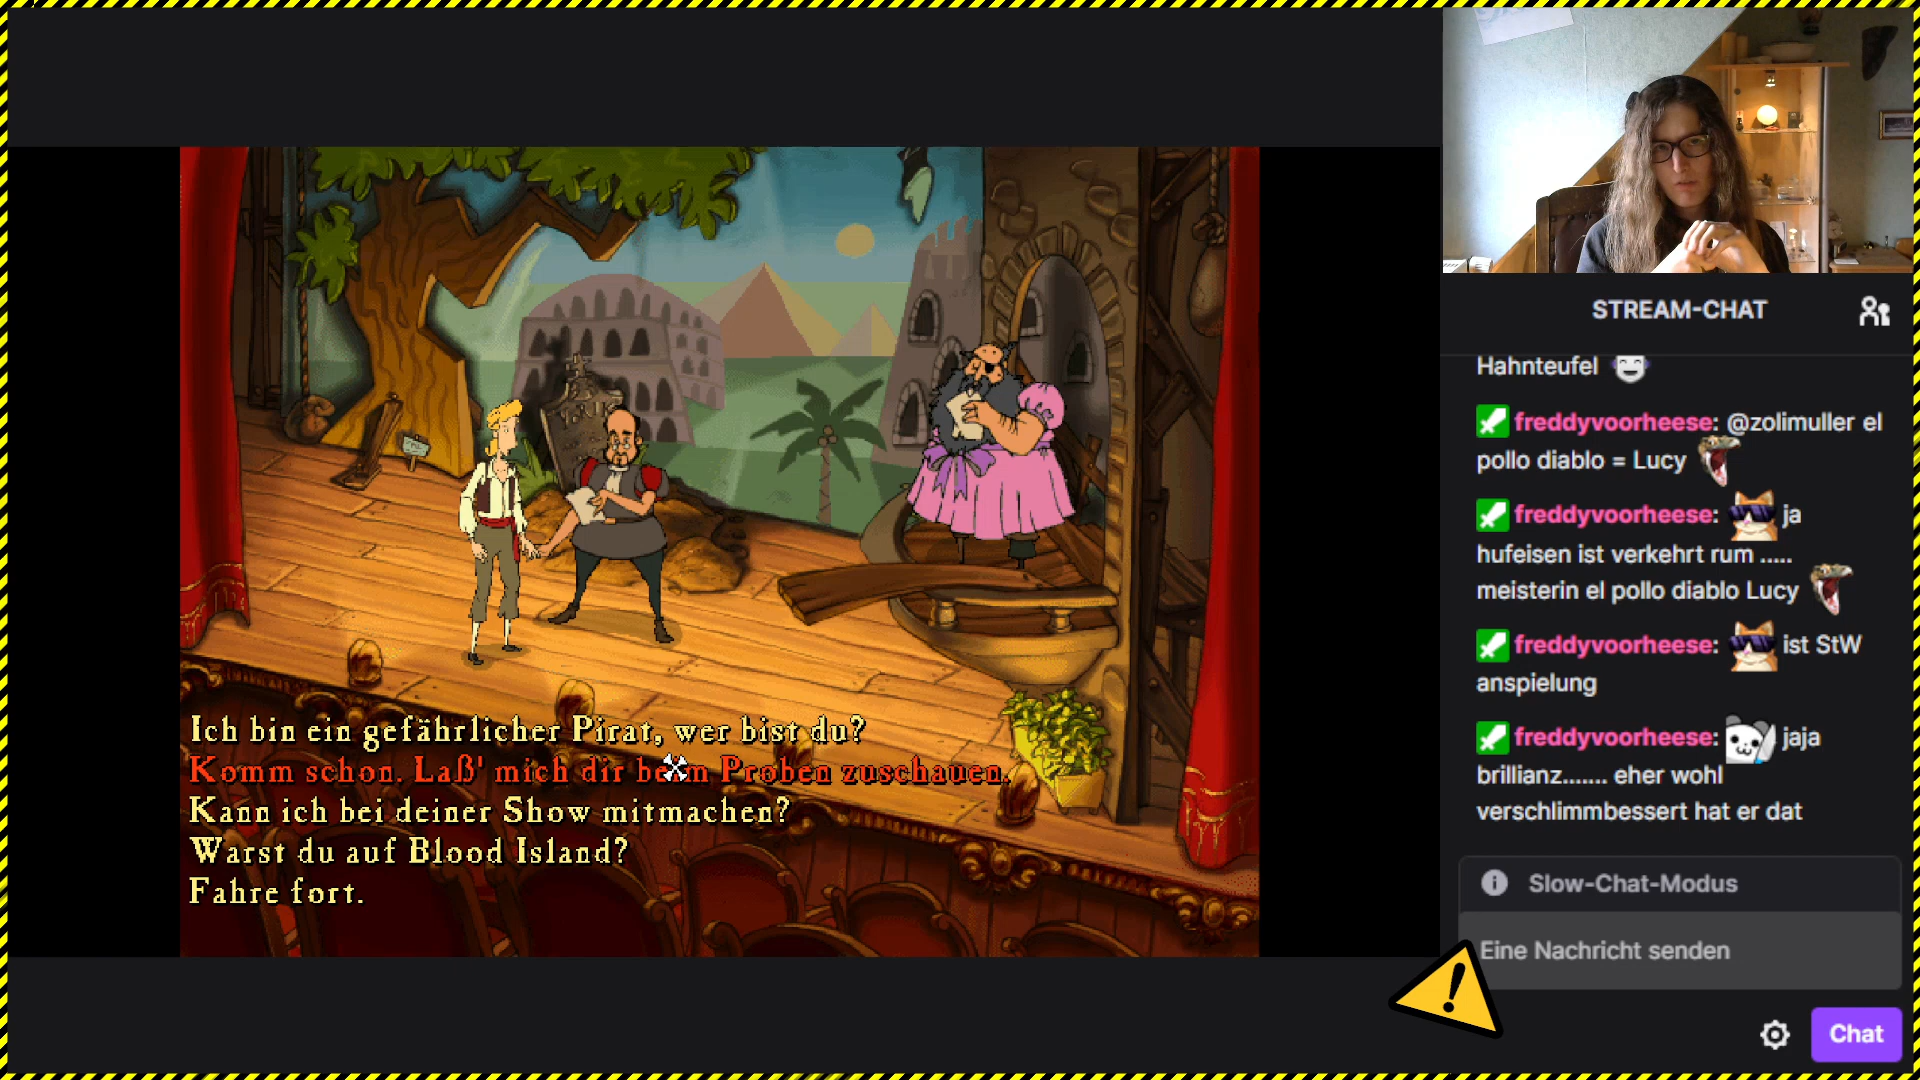 Ich bin ein gefährlicher Pirat, wer bist du?
Komm schon. Laß' mich dir beim Proben zuschauen.
Kann ich bei deiner Show mitmachen?
Warst du auf Blood Island?
Fahre fort.
STREAM-CHAT
Hahnteufel
freddyvoorheese: @zolimuller el
pollo diablo = Lucy
freddyvoorheese: ja
hufeisen ist verkehrt rum .....
meisterin el pollo diablo Lucy
freddyvoorheese: ist StW
anspielung
freddyvoorheese: jaja
brillianz....... eher wohl
verschlimmbessert hat er dat
Slow-Chat-Modus
Eine Nachricht senden
Chat